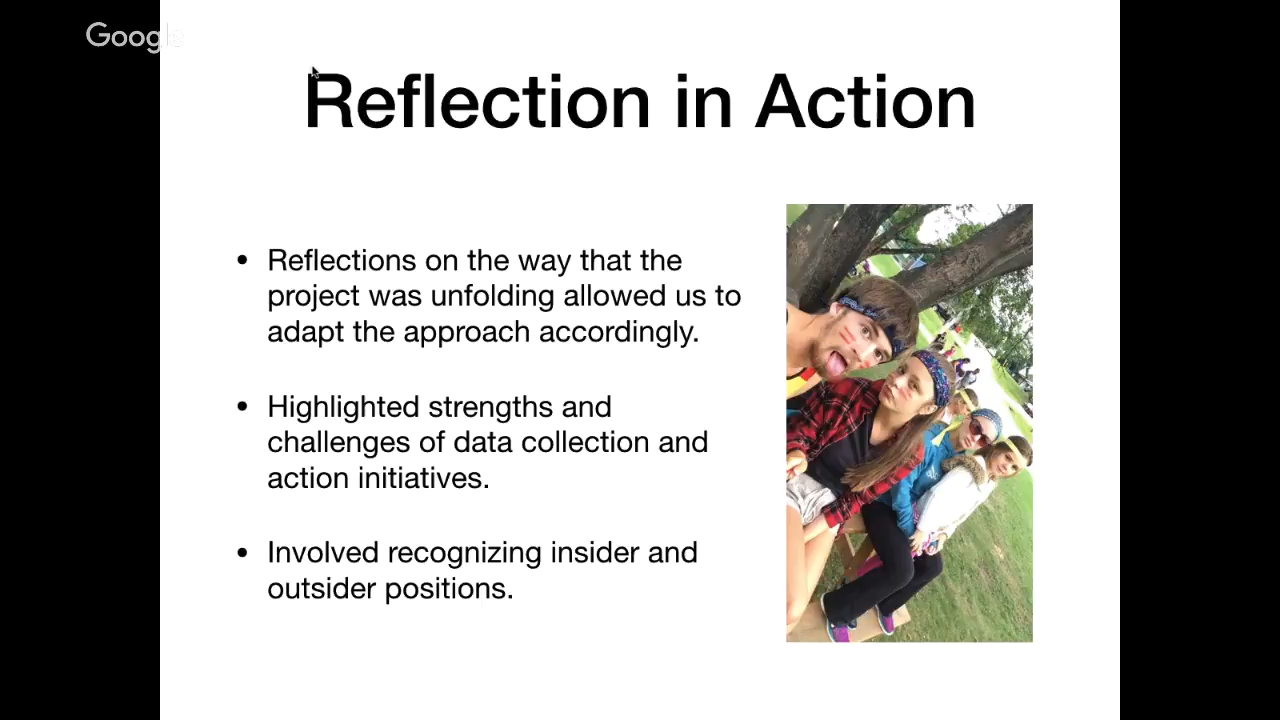 Google
Reflection in Action
• Reflections on the way that the
project was unfolding allowed us to
adapt the approach accordingly.
• Highlighted strengths and
challenges of data collection and
action initiatives.
• Involved recognizing insider and
outsider positions.